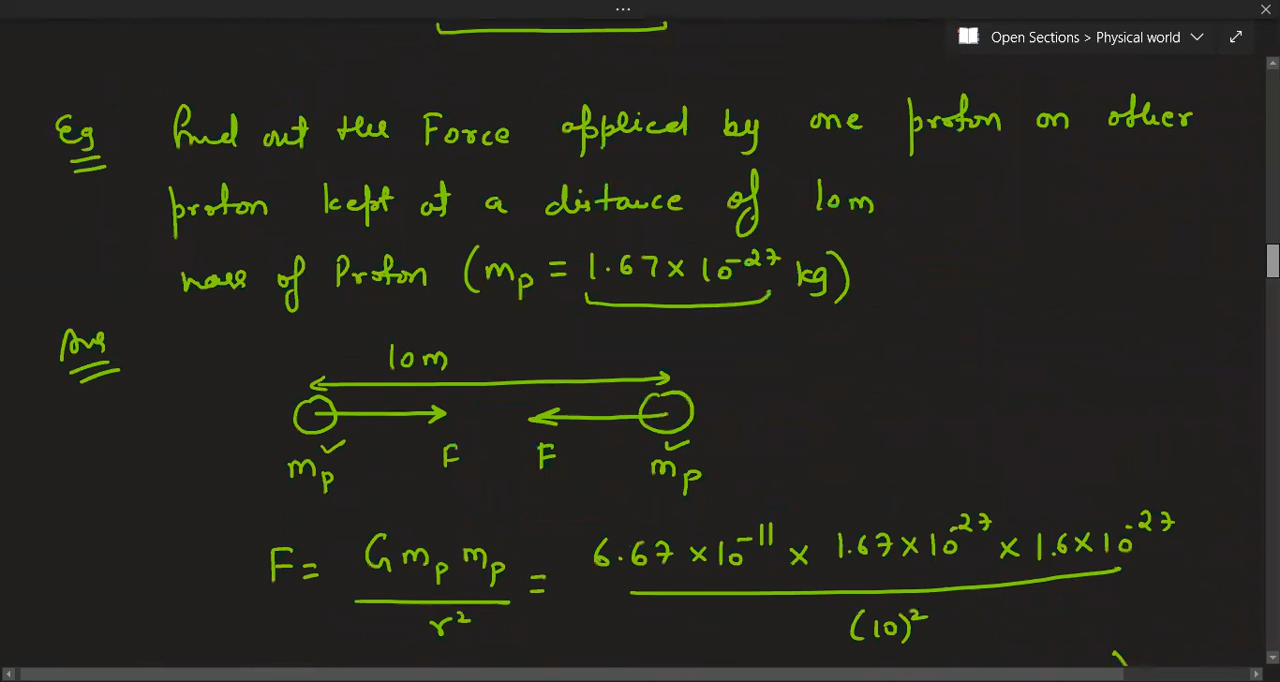 ...
Open Sections > Physical world
Eg find out the Force applied by one proton on other
proton kept at a distance of 10m
mass of Proton (mp = 1.67 × 10⁻²⁷ kg)
Ans
10m
F F
mp mp
F = G mp mp / r² = 6.67 × 10⁻¹¹ × 1.67 × 10⁻²⁷ × 1.6 × 10⁻²⁷ / (10)²